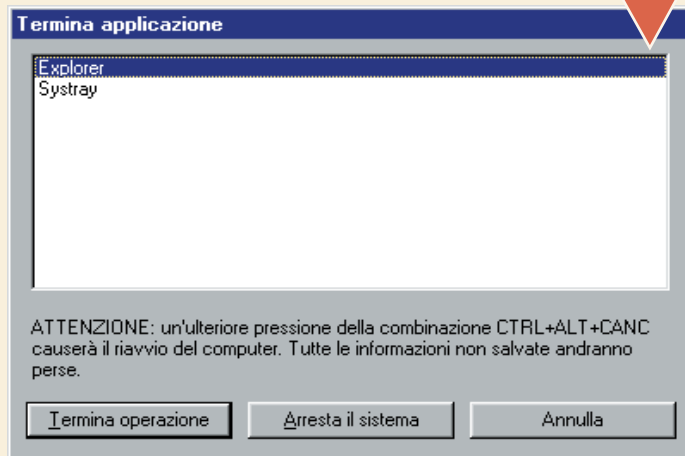 Termina applicazione
Explorer
Systray
ATTENZIONE: un'ulteriore pressione della combinazione CTRL+ALT+CANC
causerà il riavvio del computer. Tutte le informazioni non salvate andranno
perse.
Termina operazione
Arresta il sistema
Annulla